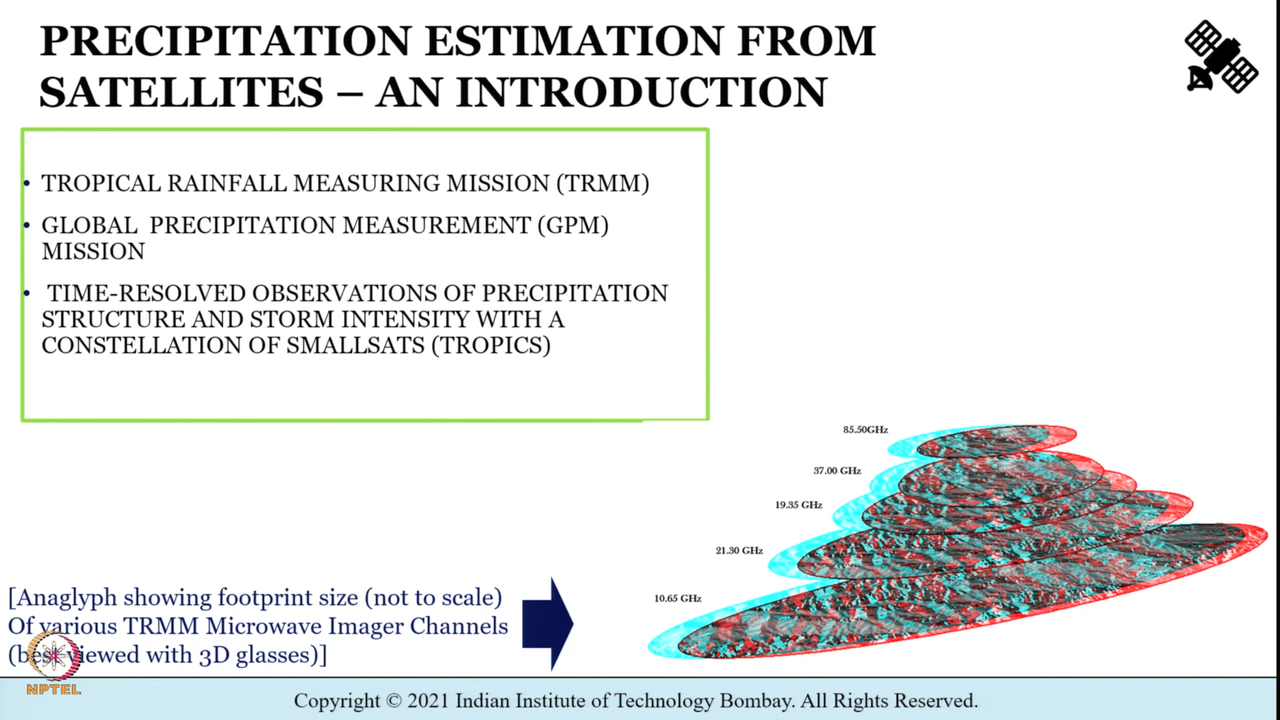 PRECIPITATION ESTIMATION FROM
SATELLITES – AN INTRODUCTION
• TROPICAL RAINFALL MEASURING MISSION (TRMM)
• GLOBAL PRECIPITATION MEASUREMENT (GPM)
MISSION
• TIME-RESOLVED OBSERVATIONS OF PRECIPITATION
STRUCTURE AND STORM INTENSITY WITH A
CONSTELLATION OF SMALLSATS (TROPICS)
85.50GHz
37.00 GHz
19.35 GHz
21.30 GHz
10.65 GHz
[Anaglyph showing footprint size (not to scale)
Of various TRMM Microwave Imager Channels
(best viewed with 3D glasses)]
NPTEL
Copyright © 2021 Indian Institute of Technology Bombay. All Rights Reserved.